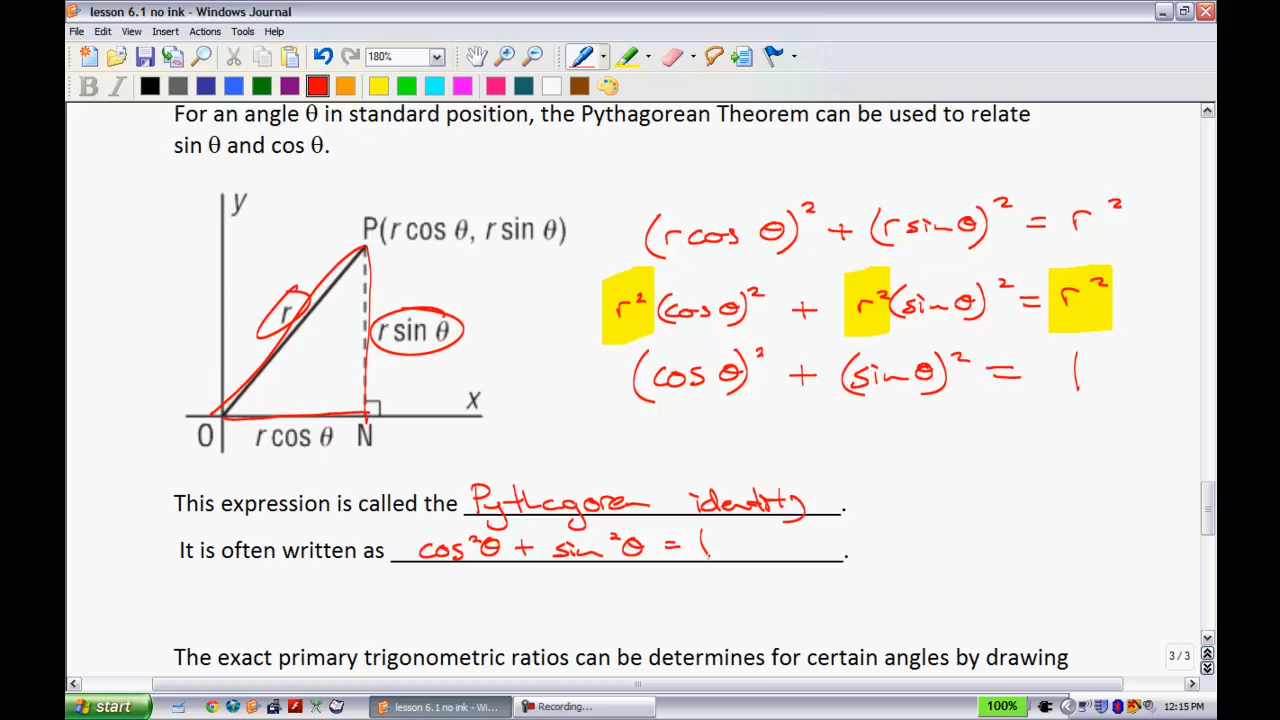 lesson 6.1 no ink - Windows Journal
File Edit View Insert Actions Tools Help
180%
B I
For an angle θ in standard position, the Pythagorean Theorem can be used to relate
sin θ and cos θ.
y
P(r cos θ, r sin θ)
(r cos θ)² + (r sin θ)² = r²
r
r² (cos θ)² + r² (sin θ)² = r²
r sin θ
(cos θ)² + (sin θ)² = 1
x
O r cos θ N
This expression is called the Pythagorean identity.
It is often written as cos²θ + sin²θ = 1.
The exact primary trigonometric ratios can be determines for certain angles by drawing
3/3
start lesson 6.1 no ink - Wi... Recording... 100% 12:15 PM